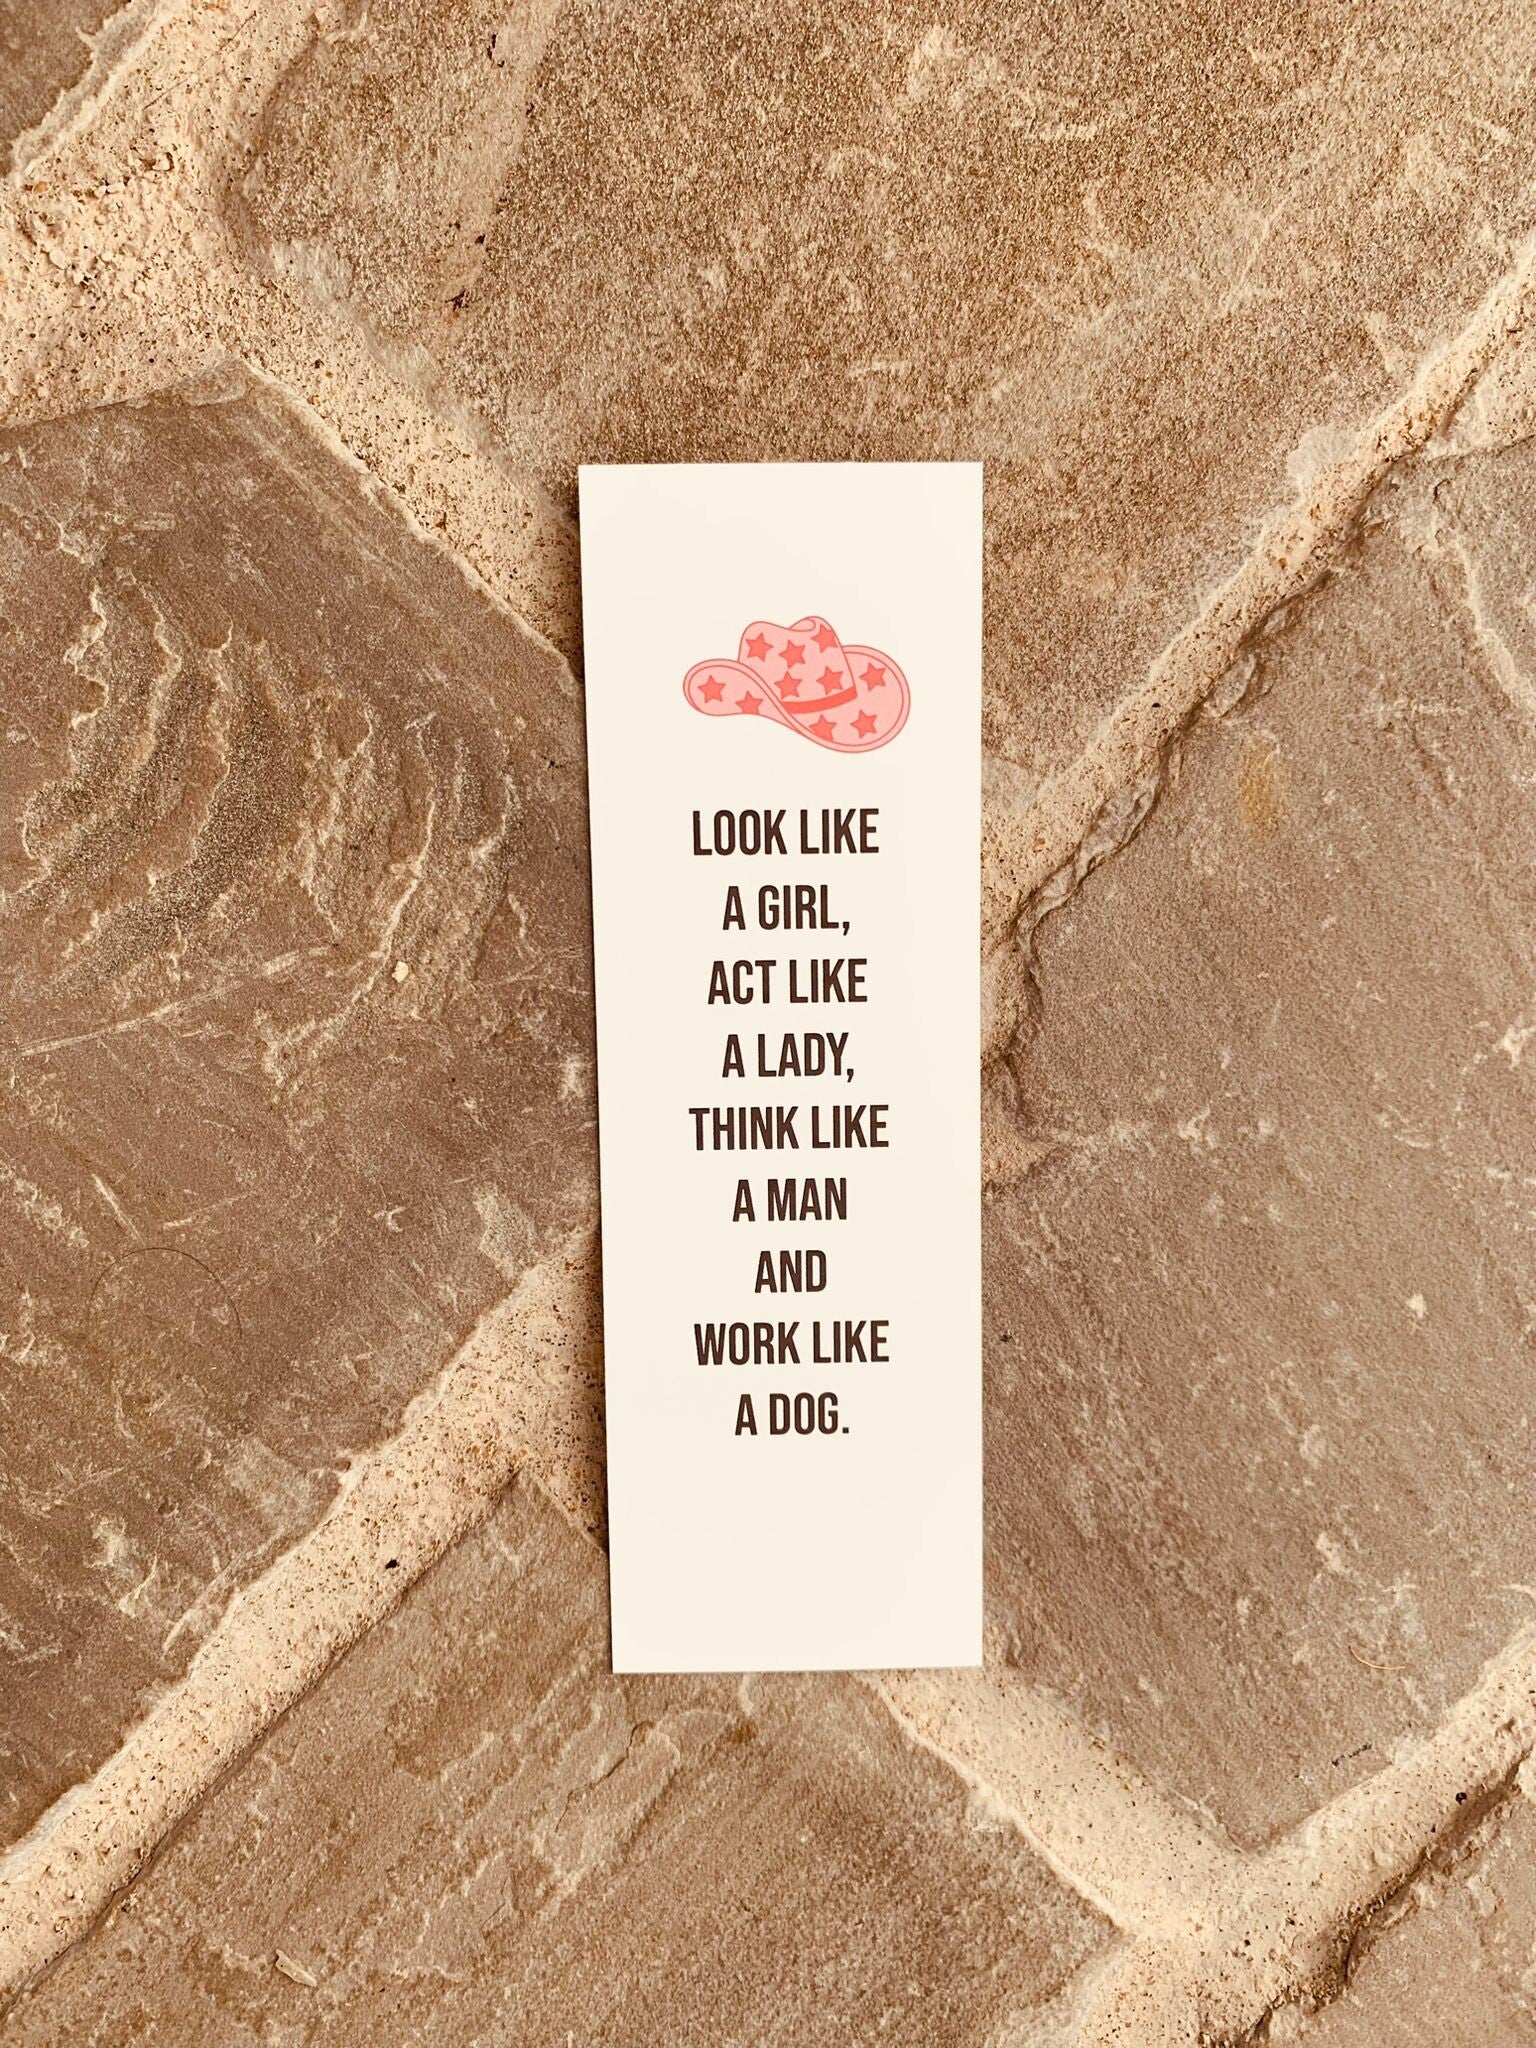 LOOK LIKE
A GIRL,
ACT LIKE
A LADY,
THINK LIKE
A MAN
AND
WORK LIKE
A DOG.